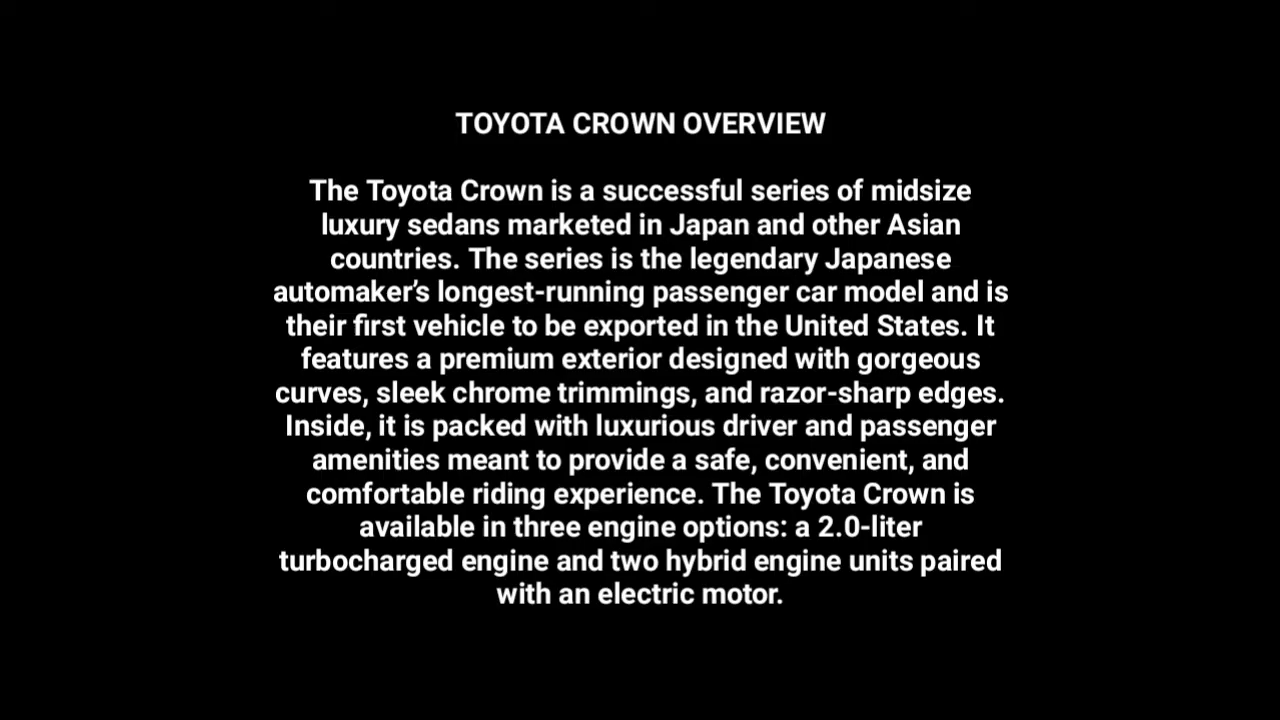 TOYOTA CROWN OVERVIEW
The Toyota Crown is a successful series of midsize
luxury sedans marketed in Japan and other Asian
countries. The series is the legendary Japanese
automaker’s longest-running passenger car model and is
their first vehicle to be exported in the United States. It
features a premium exterior designed with gorgeous
curves, sleek chrome trimmings, and razor-sharp edges.
Inside, it is packed with luxurious driver and passenger
amenities meant to provide a safe, convenient, and
comfortable riding experience. The Toyota Crown is
available in three engine options: a 2.0-liter
turbocharged engine and two hybrid engine units paired
with an electric motor.